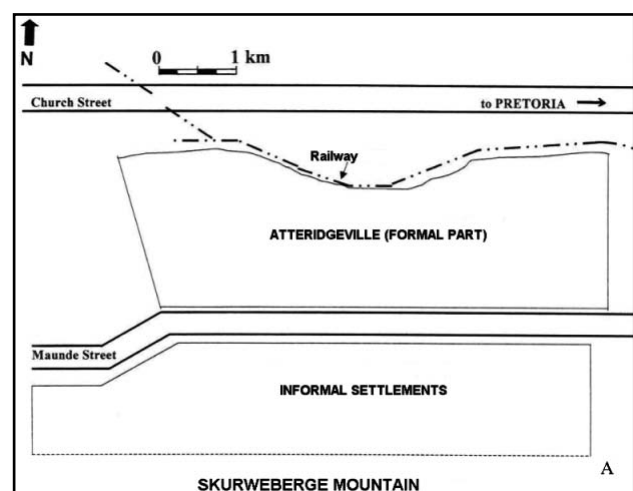 N
0 1 km
Church Street
to PRETORIA
Railway
ATTERIDGEVILLE (FORMAL PART)
Maunde Street
INFORMAL SETTLEMENTS
A
SKURWEBERGE MOUNTAIN